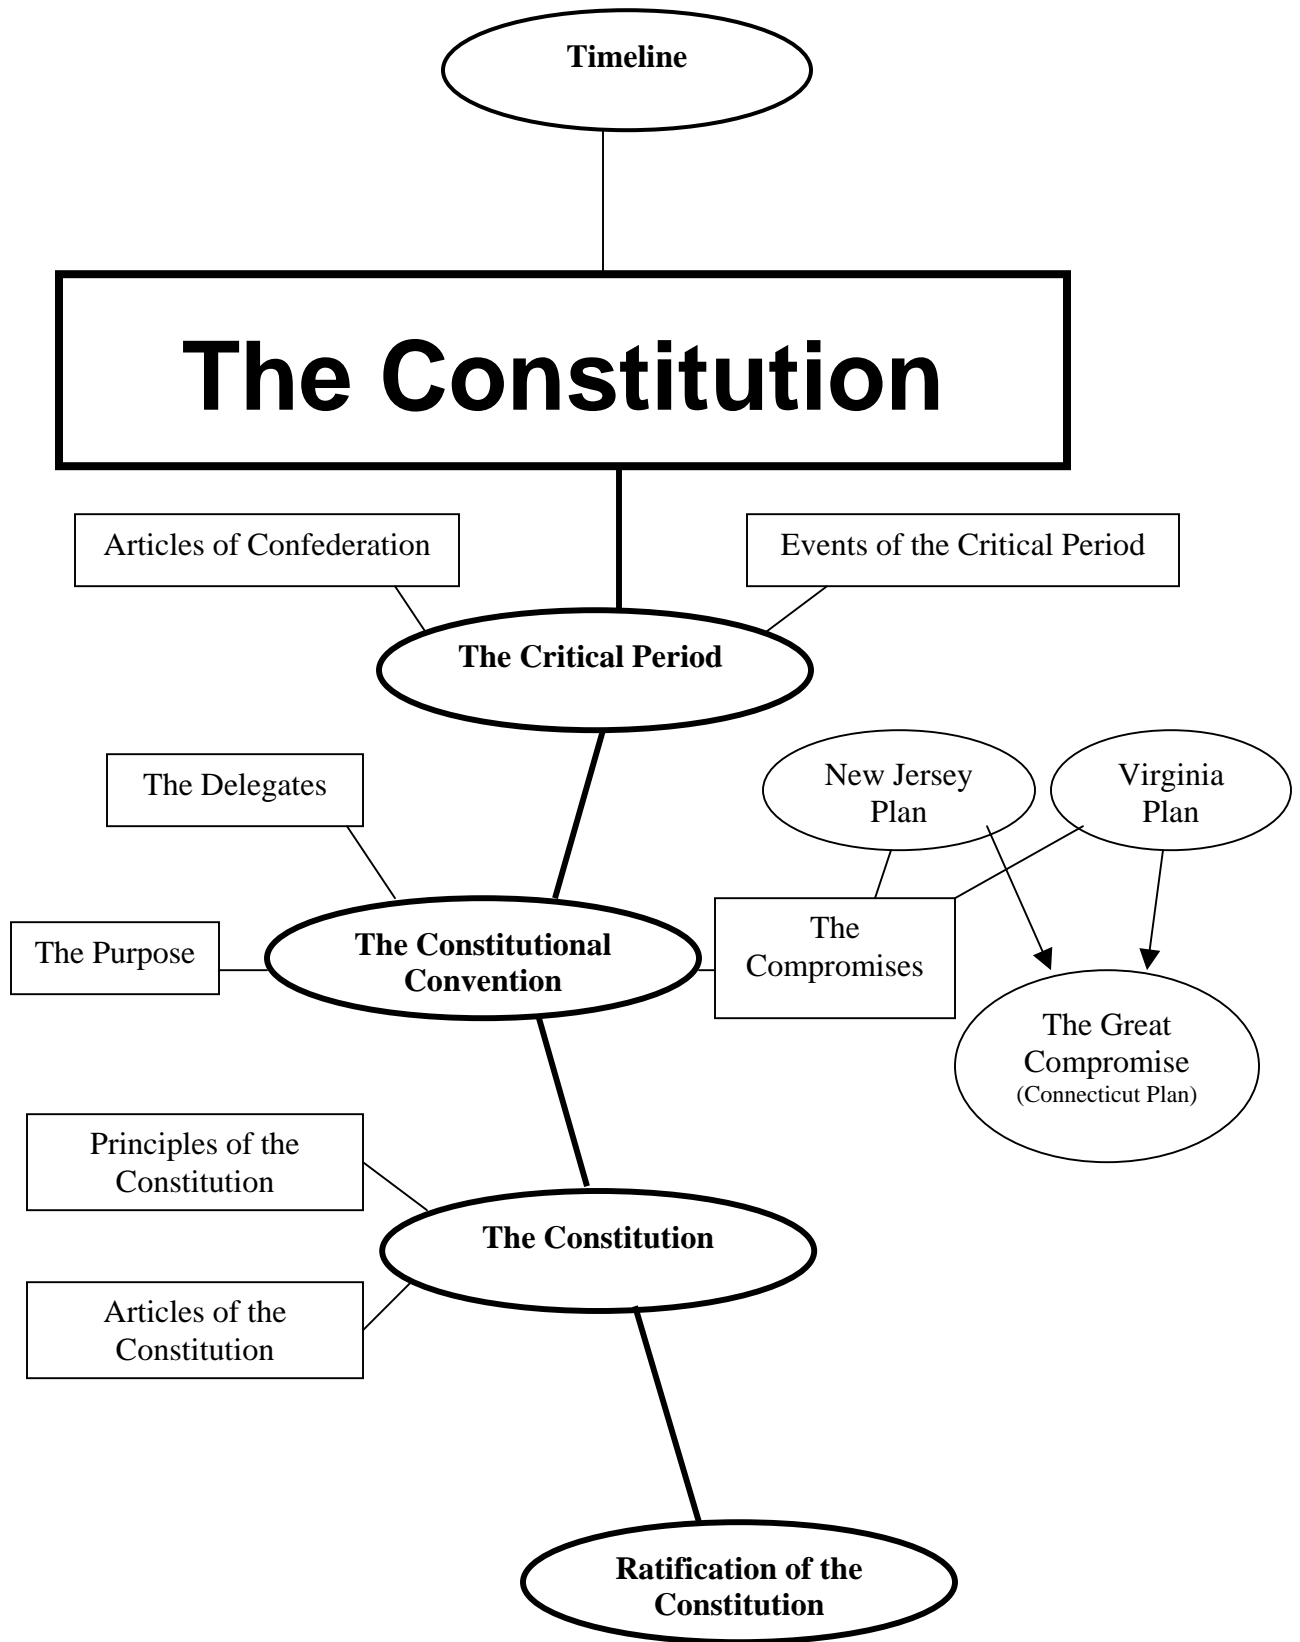 Timeline
The Constitution
Articles of Confederation
Events of the Critical Period
The Critical Period
The Delegates
New Jersey
Plan
Virginia
Plan
The Purpose
The Constitutional
Convention
The
Compromises
The Great
Compromise
(Connecticut Plan)
Principles of the
Constitution
The Constitution
Articles of the
Constitution
Ratification of the
Constitution